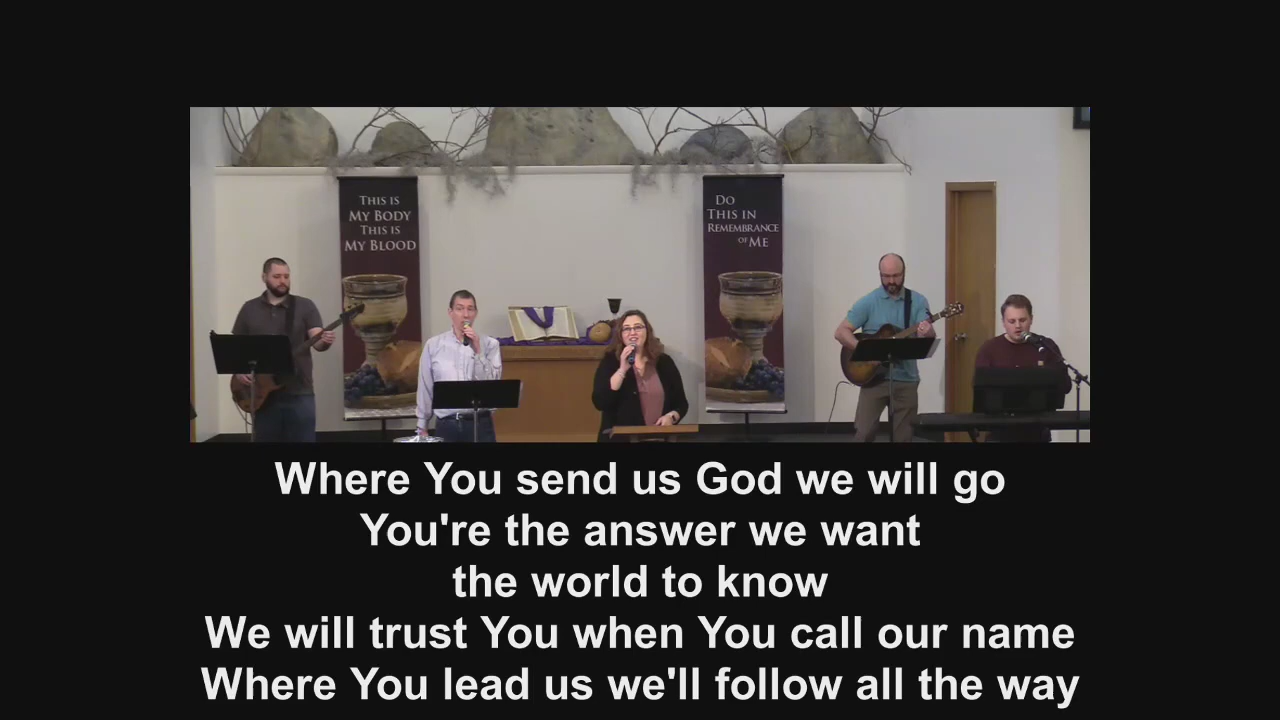 THIS IS
MY BODY
THIS IS
MY BLOOD
DO
THIS IN
REMEMBRANCE
OF ME
Where You send us God we will go
You're the answer we want
the world to know
We will trust You when You call our name
Where You lead us we'll follow all the way